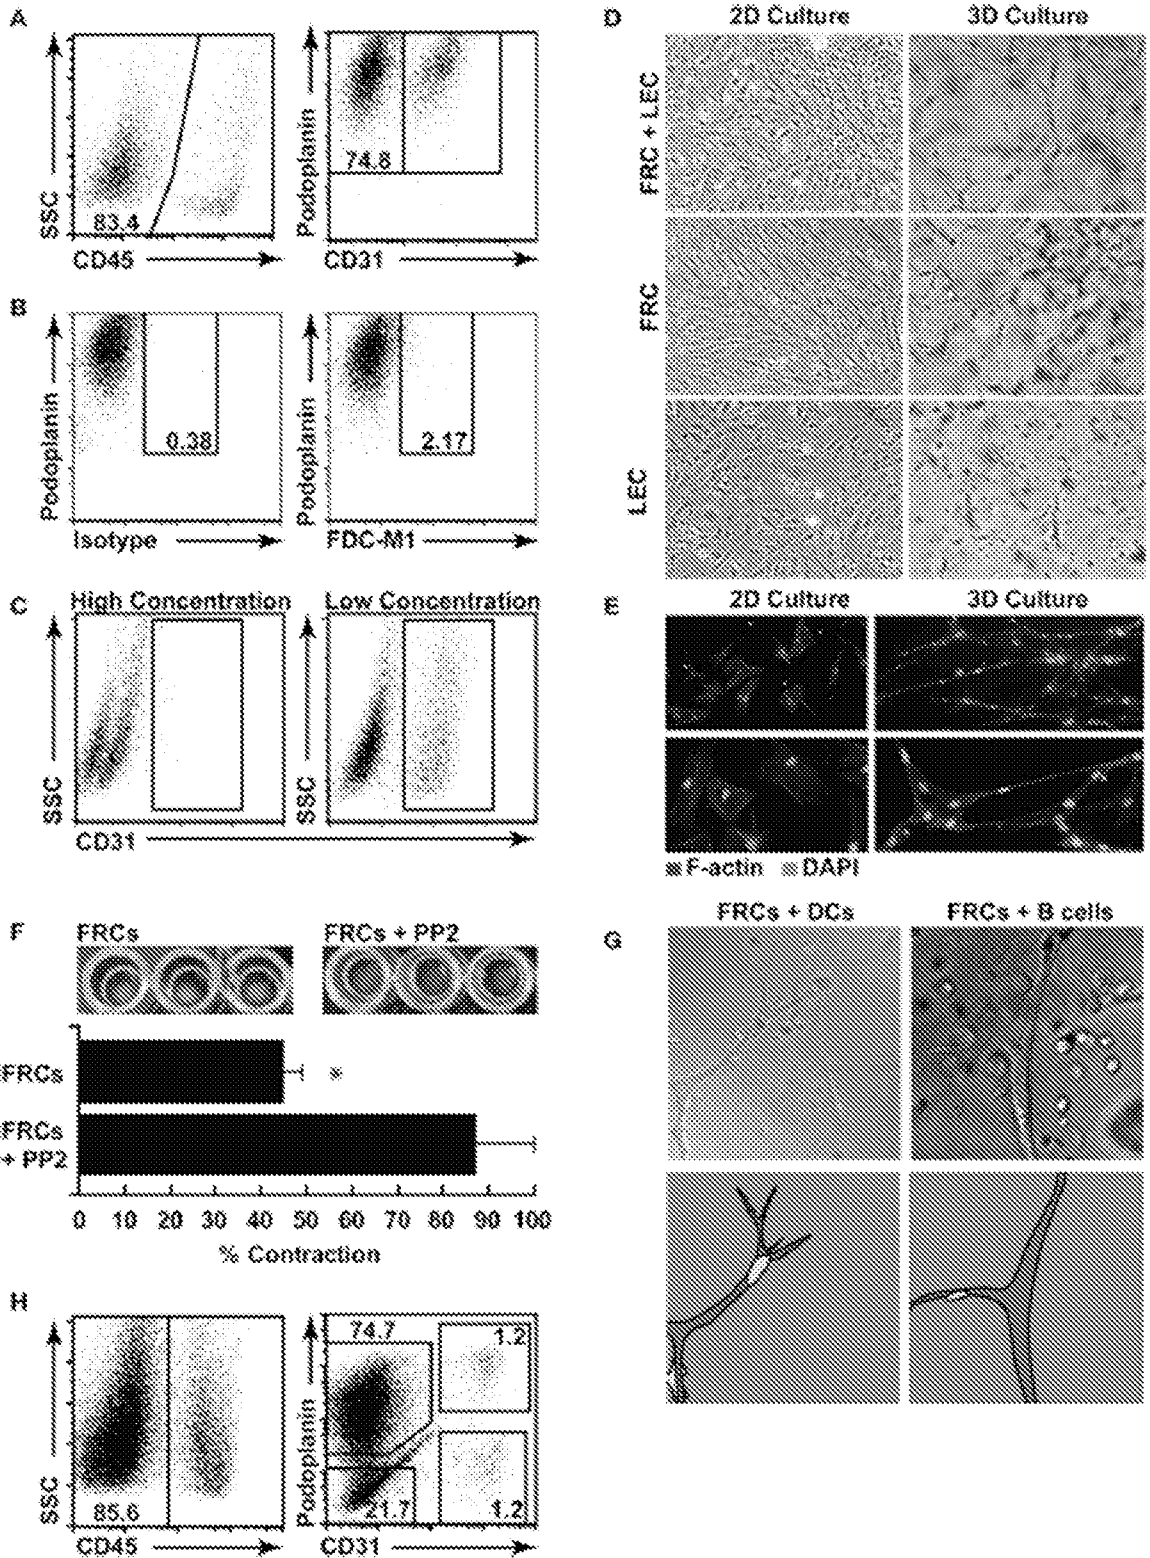 A
SSC
83.4
CD45
Podoplanin
74.8
CD31
B
Podoplanin
0.38
Isotype
Podoplanin
2.17
FDC-M1
C
High Concentration
Low Concentration
SSC
SSC
CD31
D
2D Culture
3D Culture
FRC + LEC
FRC
LEC
E
2D Culture
3D Culture
F-actin
DAPI
F
FRCs
FRCs + PP2
FRCs
*
FRCs
+ PP2
0 10 20 30 40 50 60 70 80 90 100
% Contraction
G
FRCs + DCs
FRCs + B cells
H
SSC
85.6
CD45
Podoplanin
74.7
1.2
21.7
1.2
CD31